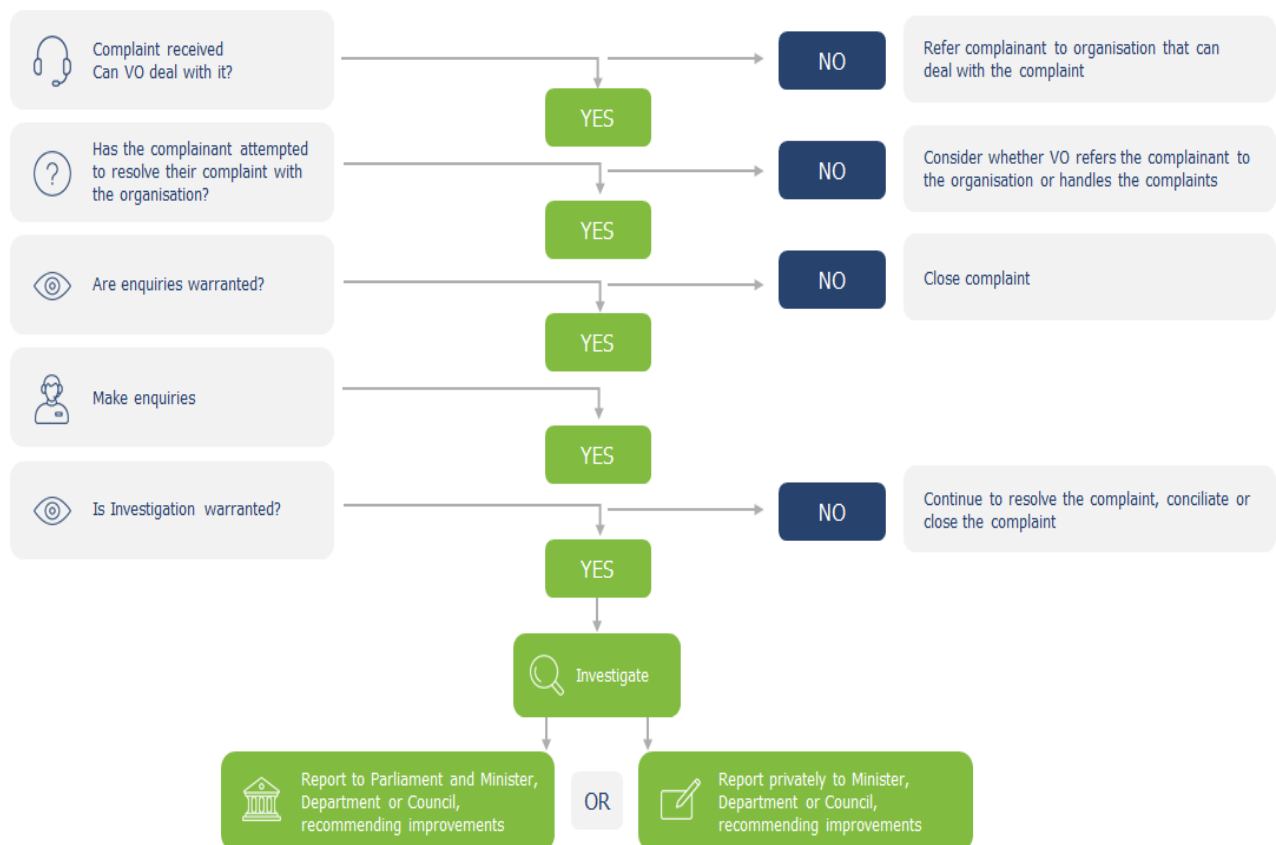 Complaint received
Can VO deal with it?
NO
Refer complainant to organisation that can
deal with the complaint
YES
Has the complainant attempted
to resolve their complaint with
the organisation?
?
NO
Consider whether VO refers the complainant to
the organisation or handles the complaints
YES
Are enquiries warranted?
NO
Close complaint
YES
Make enquiries
YES
Is Investigation warranted?
NO
Continue to resolve the complaint, conciliate or
close the complaint
YES
Investigate
Report to Parliament and Minister,
Department or Council,
recommending improvements
OR
Report privately to Minister,
Department or Council,
recommending improvements